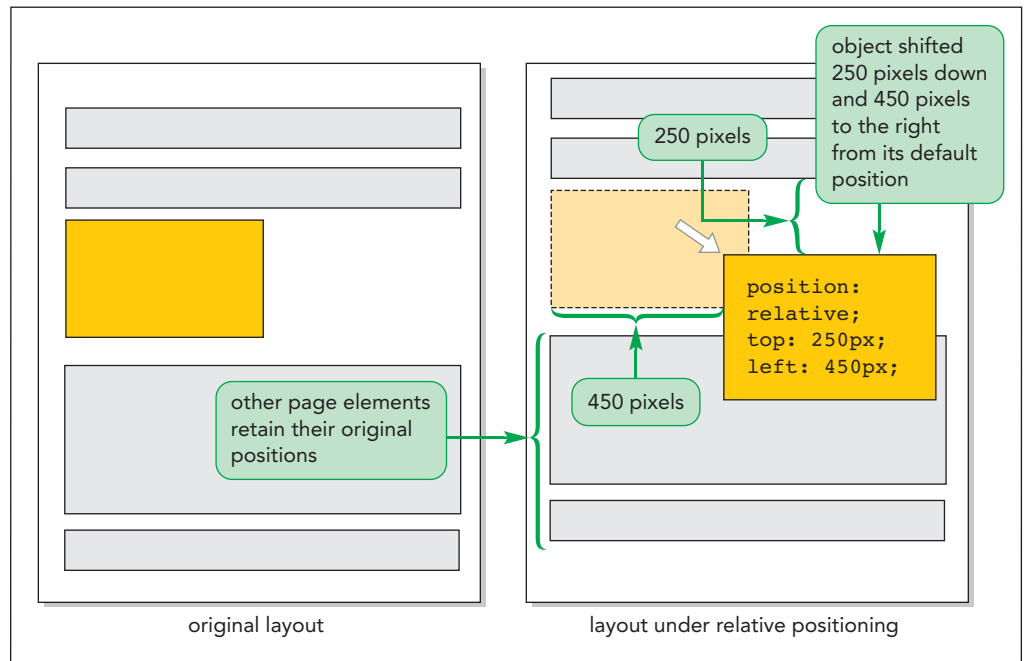 object shifted
250 pixels down
and 450 pixels
to the right
from its default
position
250 pixels
position:
relative;
top: 250px;
left: 450px;
450 pixels
other page elements
retain their original
positions
original layout
layout under relative positioning